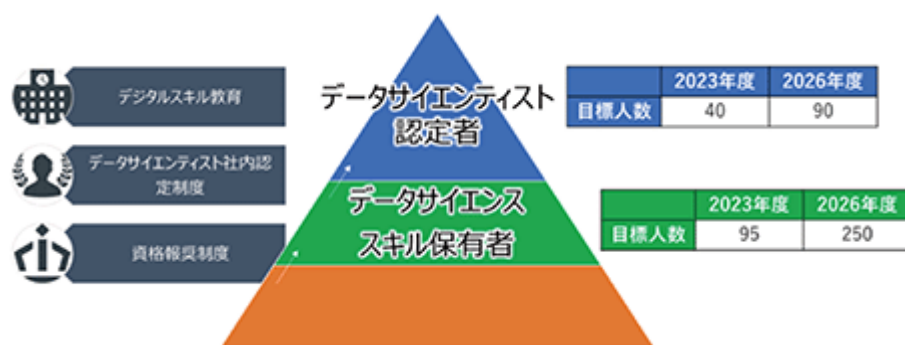 デジタルスキル教育
データサイエンティスト社内認
定制度
資格報奨制度
データサイエンティスト
認定者
データサイエンス
スキル保有者
2023年度 2026年度
目標人数 40 90
2023年度 2026年度
目標人数 95 250